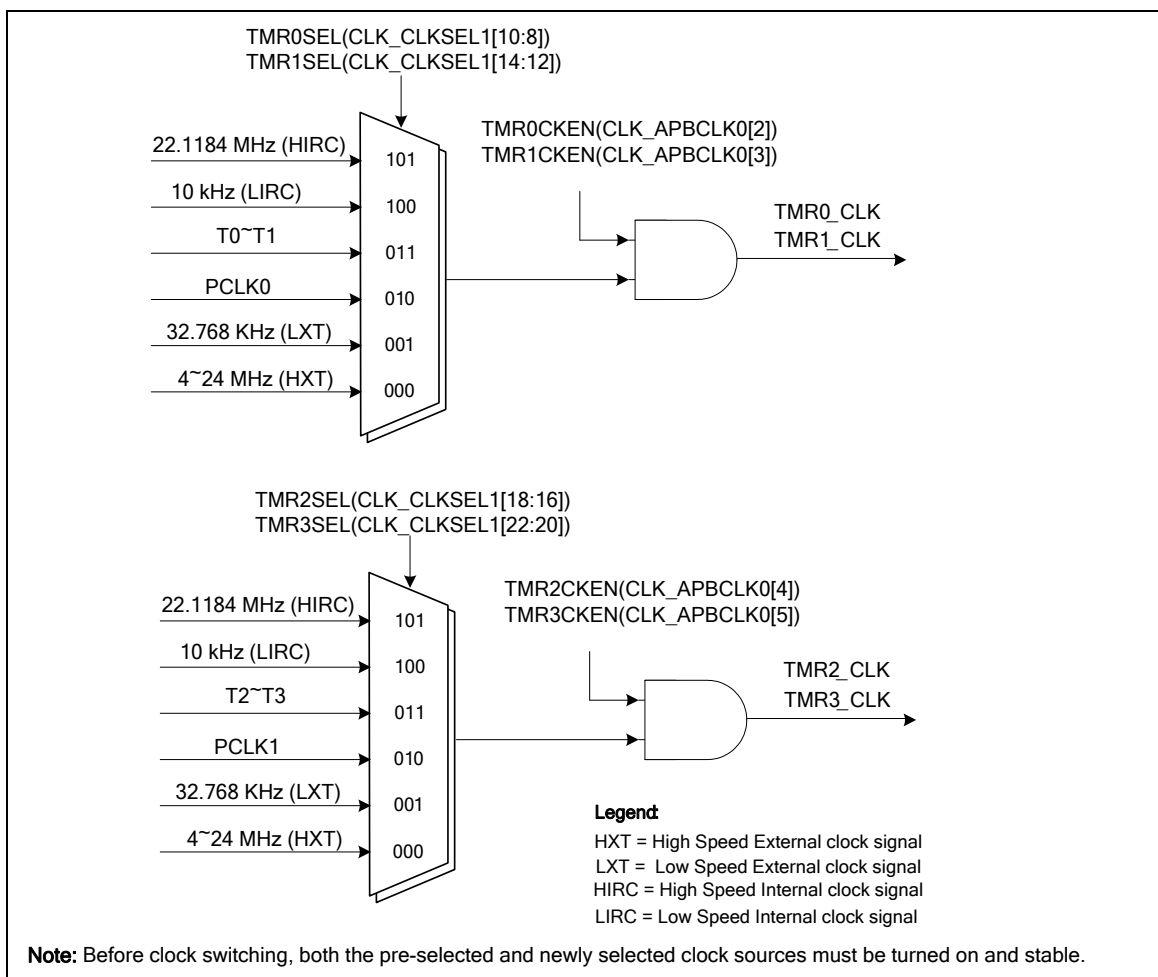 TMR0SEL(CLK_CLKSEL1[10:8])
TMR1SEL(CLK_CLKSEL1[14:12])
TMR0CKEN(CLK_APBCLK0[2])
TMR1CKEN(CLK_APBCLK0[3])
22.1184 MHz (HIRC)
101
10 kHz (LIRC)
100
T0~T1
011
PCLK0
010
32.768 KHz (LXT)
001
4~24 MHz (HXT)
000
TMR0_CLK
TMR1_CLK
TMR2SEL(CLK_CLKSEL1[18:16])
TMR3SEL(CLK_CLKSEL1[22:20])
TMR2CKEN(CLK_APBCLK0[4])
TMR3CKEN(CLK_APBCLK0[5])
22.1184 MHz (HIRC)
101
10 kHz (LIRC)
100
T2~T3
011
PCLK1
010
32.768 KHz (LXT)
001
4~24 MHz (HXT)
000
TMR2_CLK
TMR3_CLK
Legend:
HXT = High Speed External clock signal
LXT = Low Speed External clock signal
HIRC = High Speed Internal clock signal
LIRC = Low Speed Internal clock signal
Note: Before clock switching, both the pre-selected and newly selected clock sources must be turned on and stable.